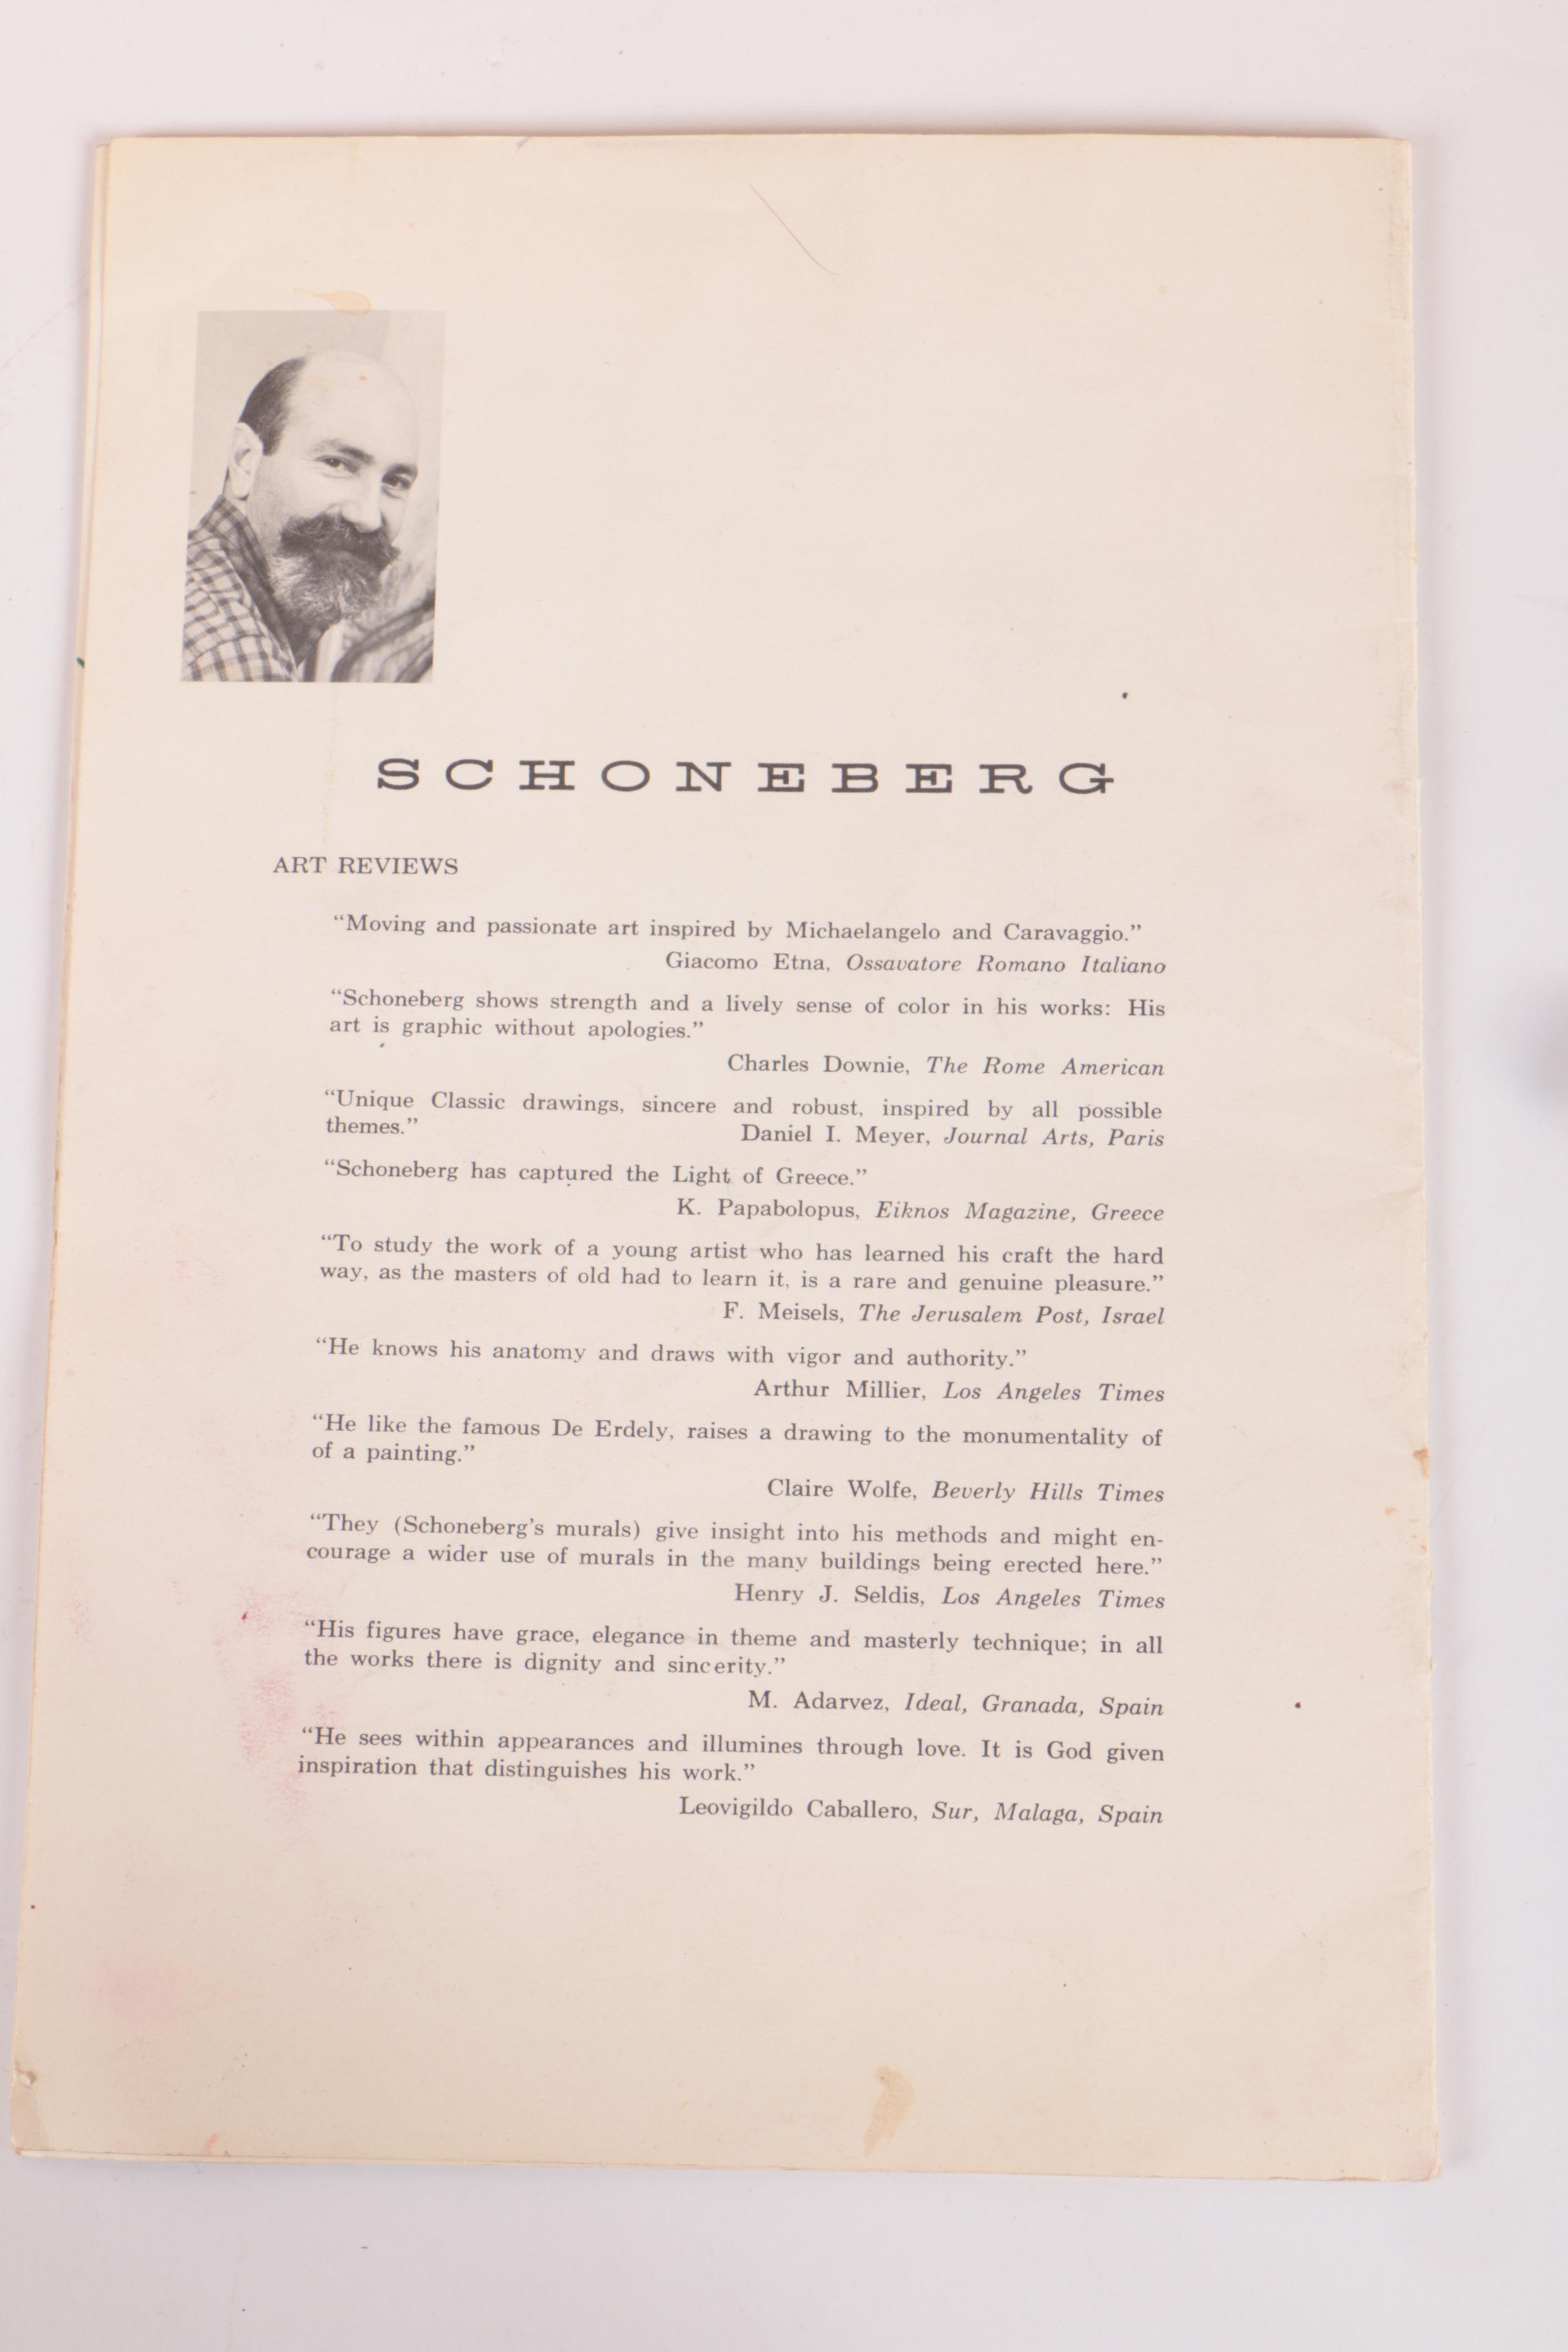 SCHONEBERG
ART REVIEWS
“Moving and passionate art inspired by Michaelangelo and Caravaggio.”
Giacomo Etna, Ossavatore Romano Italiano
“Schoneberg shows strength and a lively sense of color in his works: His
art is graphic without apologies.”
Charles Downie, The Rome American
“Unique Classic drawings, sincere and robust, inspired by all possible
themes.” Daniel I. Meyer, Journal Arts, Paris
“Schoneberg has captured the Light of Greece.”
K. Papabolopus, Eiknos Magazine, Greece
“To study the work of a young artist who has learned his craft the hard
way, as the masters of old had to learn it, is a rare and genuine pleasure.”
F. Meisels, The Jerusalem Post, Israel
“He knows his anatomy and draws with vigor and authority.”
Arthur Millier, Los Angeles Times
“He like the famous De Erdely, raises a drawing to the monumentality of
of a painting.”
Claire Wolfe, Beverly Hills Times
“They (Schoneberg’s murals) give insight into his methods and might en-
courage a wider use of murals in the many buildings being erected here.”
Henry J. Seldis, Los Angeles Times
“His figures have grace, elegance in theme and masterly technique; in all
the works there is dignity and sincerity.”
M. Adarvez, Ideal, Granada, Spain
“He sees within appearances and illumines through love. It is God given
inspiration that distinguishes his work.”
Leovigildo Caballero, Sur, Malaga, Spain